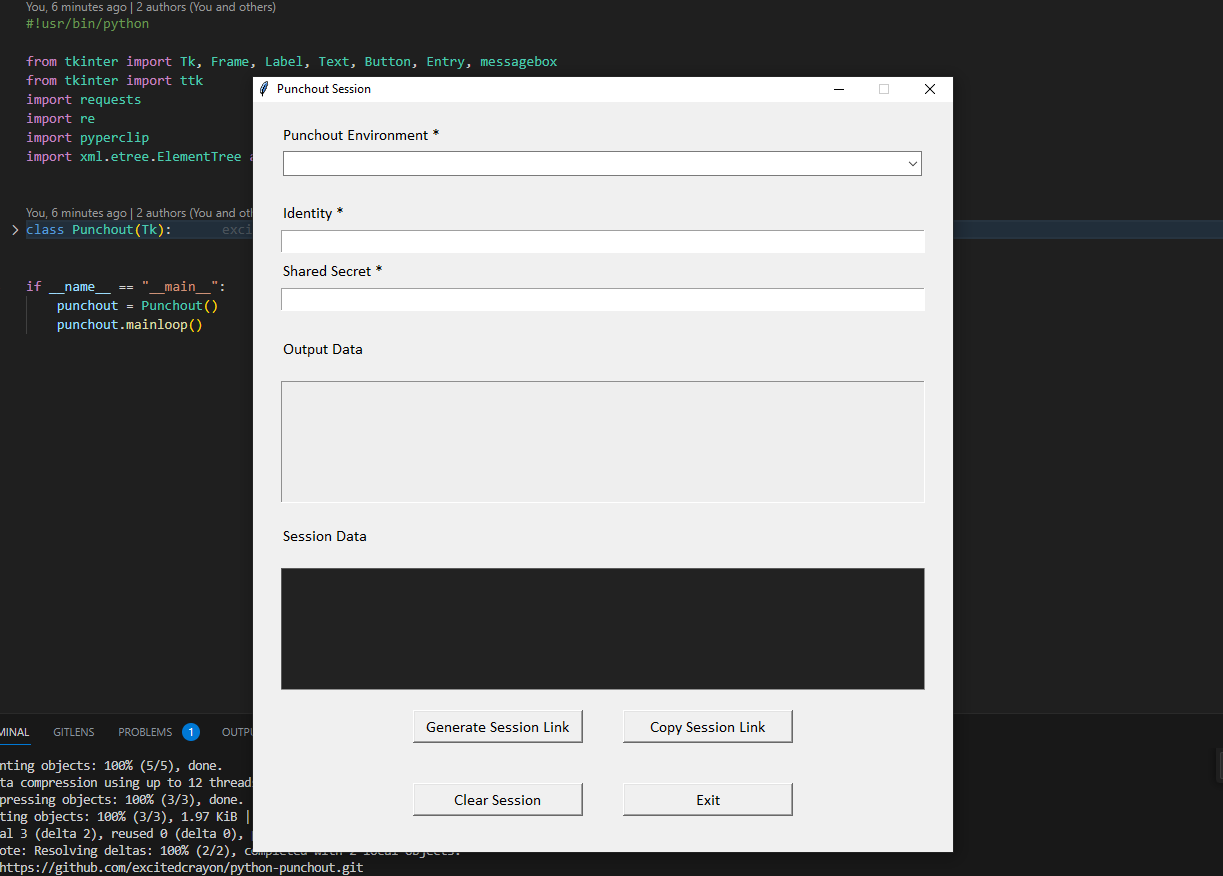 You, 6 minutes ago | 2 authors (You and others)
#!usr/bin/python
from tkinter import Tk, Frame, Label, Text, Button, Entry, messagebox
from tkinter import ttk
import requests
import re
import pyperclip
import xml.etree.ElementTree
You, 6 minutes ago | 2 authors (You and
class Punchout(Tk):
if __name__ == "__main__":
punchout = Punchout()
punchout.mainloop()
Punchout Session
Punchout Environment *
Identity *
Shared Secret *
Output Data
Session Data
Generate Session Link
Copy Session Link
Clear Session
Exit
MINAL GITLENS PROBLEMS 1 OUTPU
nting objects: 100% (5/5), done.
ta compression using up to 12 thread
pressing objects: 100% (3/3), done.
ting objects: 100% (3/3), 1.97 KiB |
al 3 (delta 2), reused 0 (delta 0),
ote: Resolving deltas: 100% (2/2), completed with 2 local objects.
https://github.com/excitedcrayon/python-punchout.git